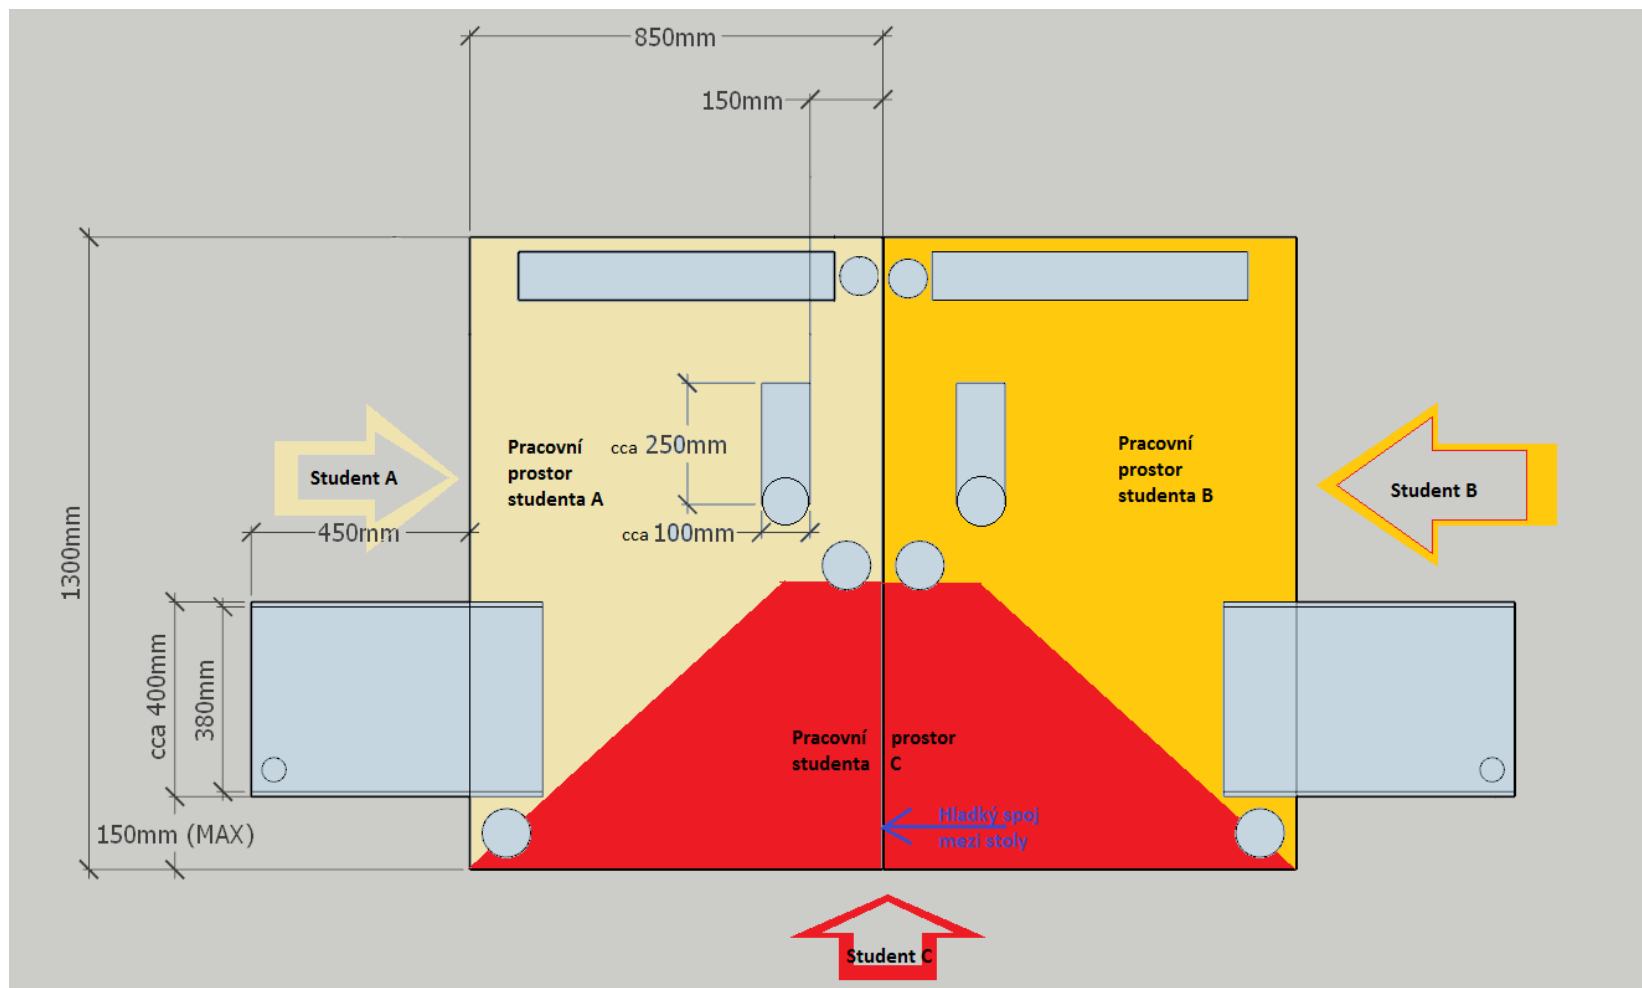 850mm
150mm
Pracovní
prostor
studenta A
cca 250mm
Pracovní
prostor
studenta B
Student A
Student B
450mm
cca 100mm
1300mm
cca 400mm
380mm
Pracovní prostor
studenta C
150mm (MAX)
Hladký spoj
mezi stoly
Student C